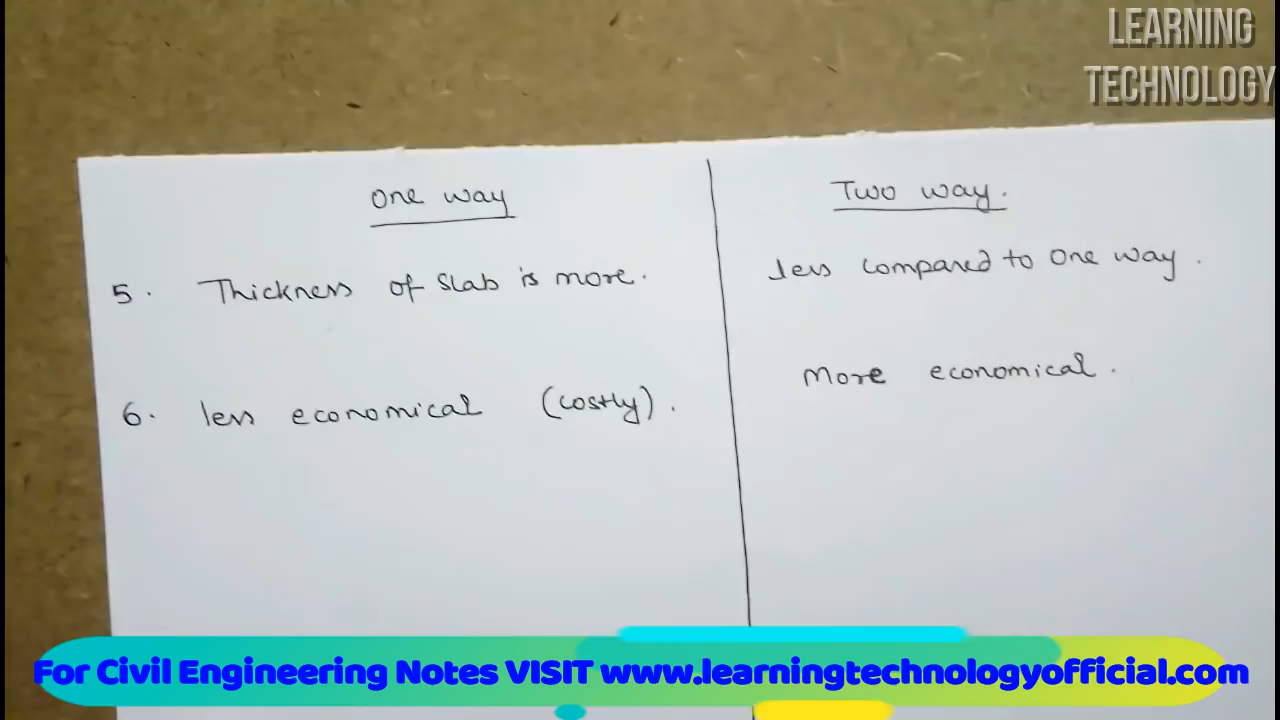 LEARNING
TECHNOLOGY
One way
Two way.
5. Thickness of slab is more.
less compared to one way.
6. less economical (costly).
More economical.
For Civil Engineering Notes VISIT www.learningtechnologyofficial.com